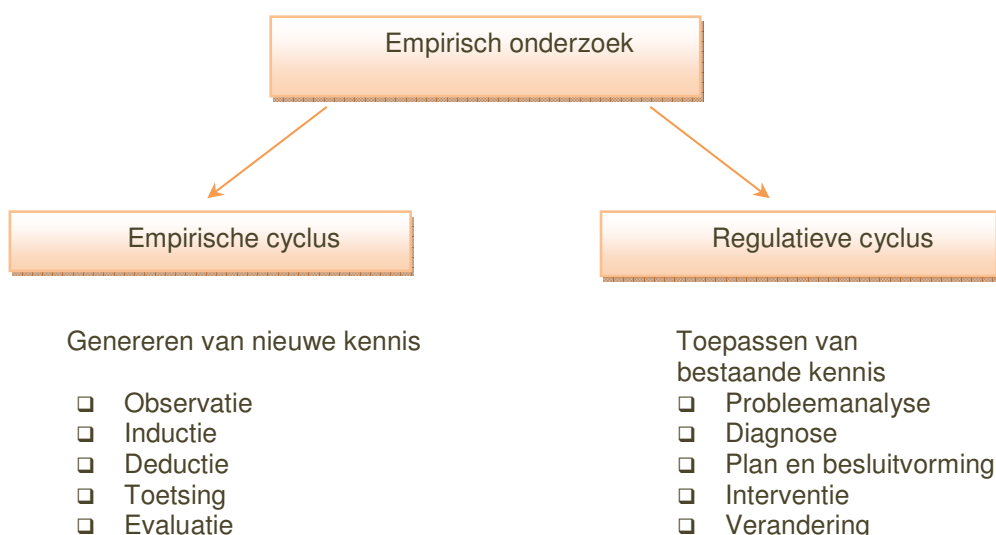 Empirisch onderzoek
Empirische cyclus
Regulatieve cyclus
Genereren van nieuwe kennis
❑ Observatie
❑ Inductie
❑ Deductie
❑ Toetsing
❑ Evaluatie
Toepassen van
bestaande kennis
❑ Probleemanalyse
❑ Diagnose
❑ Plan en besluitvorming
❑ Interventie
❑ Verandering